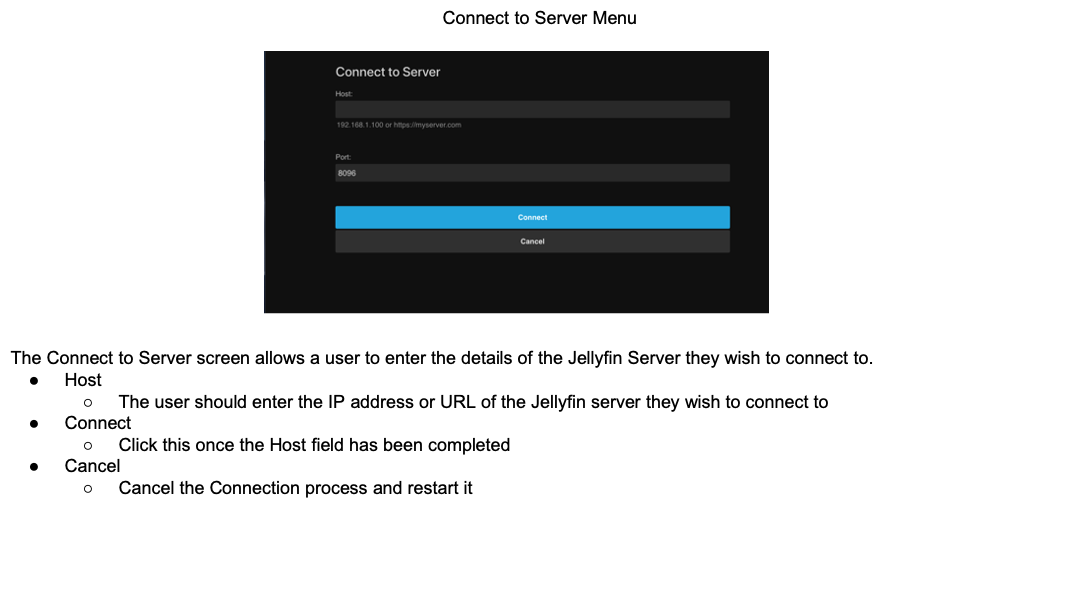 Connect to Server Menu
Connect to Server
Host:
192.168.1.100 or https://myserver.com
Port:
8096
Connect
Cancel
The Connect to Server screen allows a user to enter the details of the Jellyfin Server they wish to connect to.
● Host
○ The user should enter the IP address or URL of the Jellyfin server they wish to connect to
● Connect
○ Click this once the Host field has been completed
● Cancel
○ Cancel the Connection process and restart it